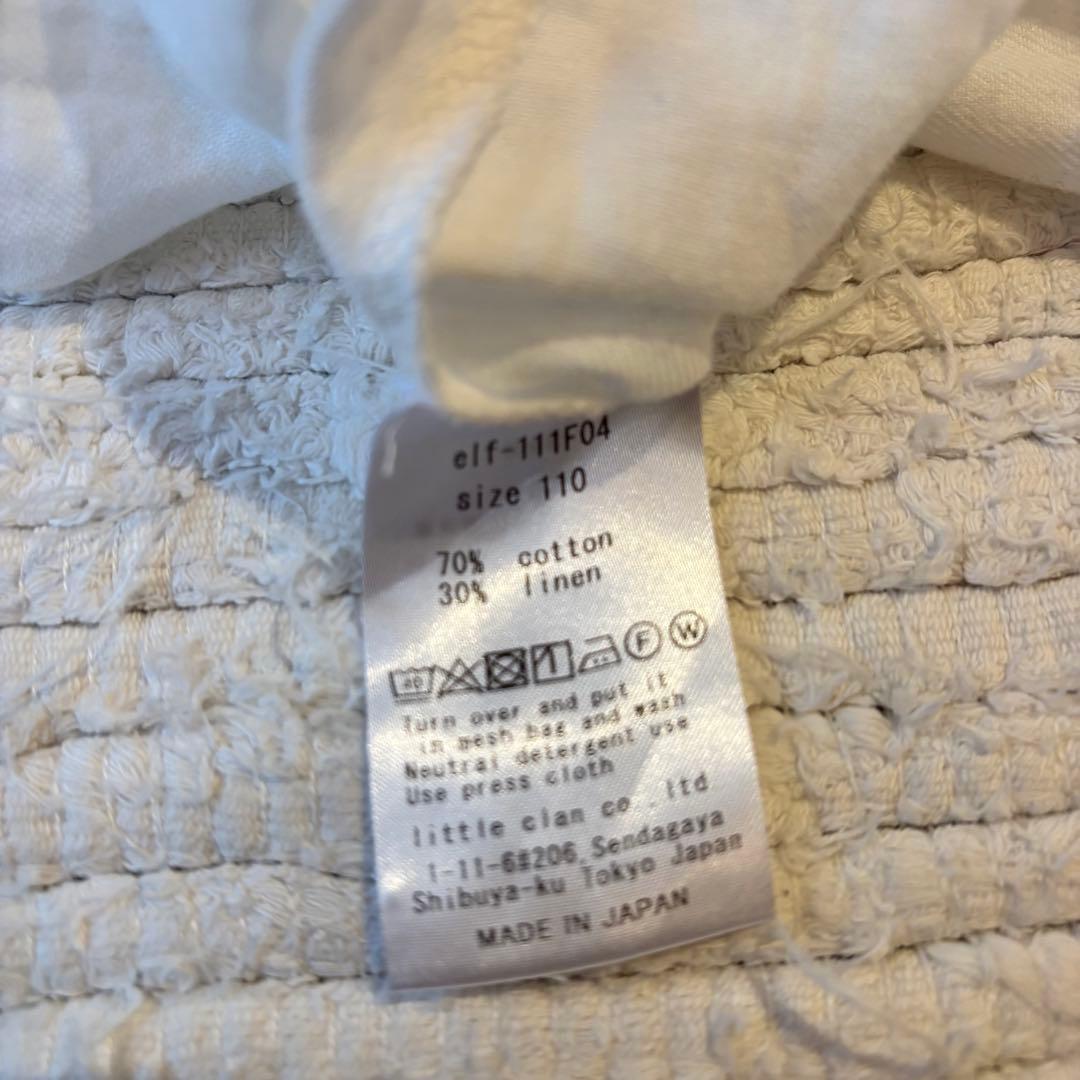 elf-111F04
size 110
70% cotton
30% linen
40 F W
Turn over and put it
in mesh bag and wash
Neutral detergent use
Use press cloth
little clan co.,ltd
1-11-6#206,Sendagaya
Shibuya-ku Tokyo Japan
MADE IN JAPAN